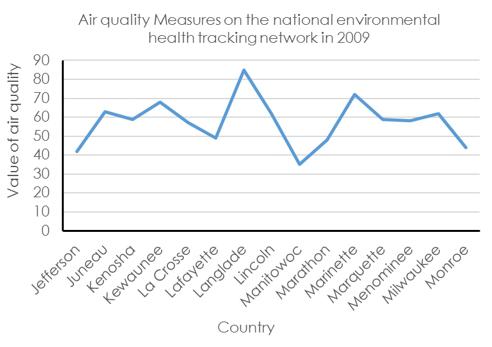 Air quality Measures on the national environmental
health tracking network in 2009
Value of air quality
90
80
70
60
50
40
30
20
10
0
Jefferson
Juneau
Kenosha
Kewaunee
La Crosse
Lafayette
Langlade
Lincoln
Manitowoc
Marathon
Marinette
Marquette
Menominee
Milwaukee
Monroe
Country